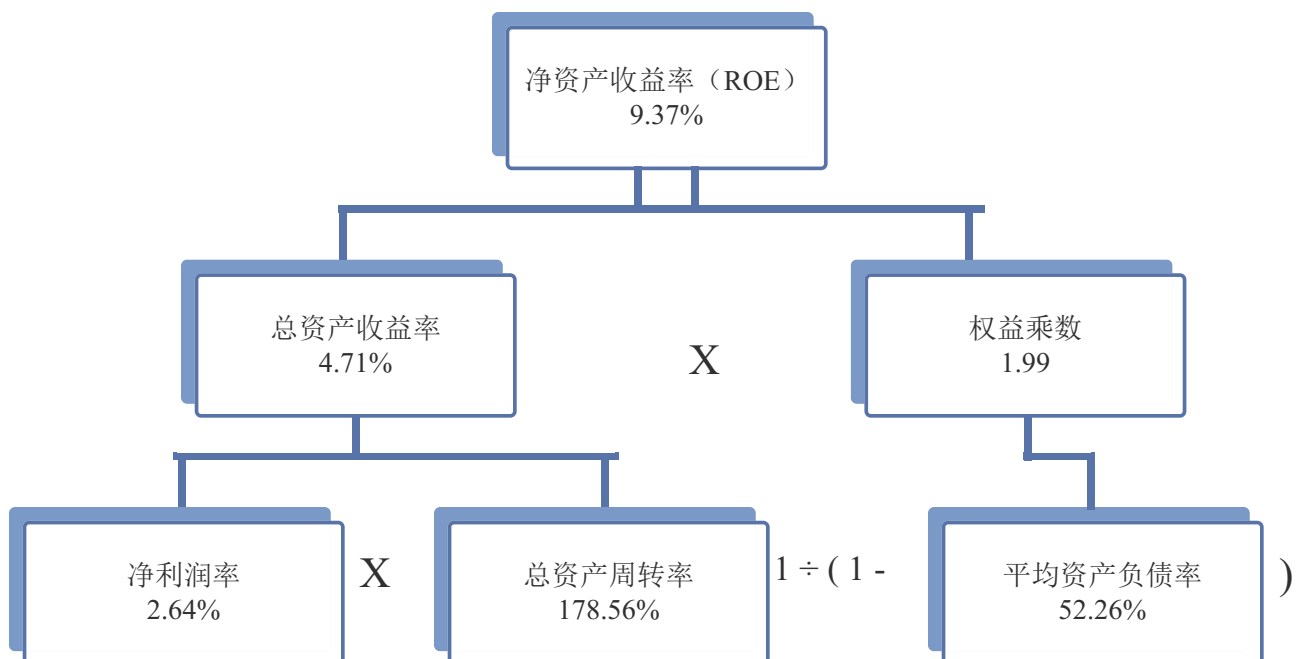 净资产收益率（ROE）
9.37%
总资产收益率
4.71%
X
权益乘数
1.99
净利润率
2.64%
X
总资产周转率
178.56%
1 ÷ ( 1 -
平均资产负债率
52.26%
)